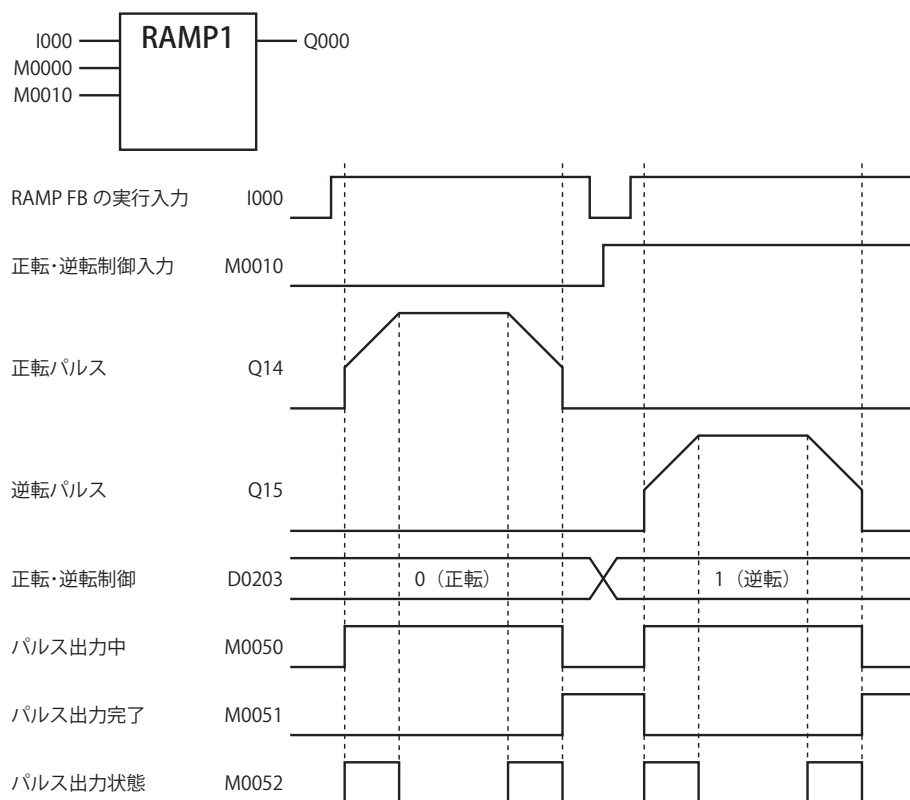 RAMP1
I000
Q000
M0000
M0010
RAMP FB の実行入力 I000
正転・逆転制御入力 M0010
正転パルス Q14
逆転パルス Q15
正転・逆転制御 D0203 0（正転） 1（逆転）
パルス出力中 M0050
パルス出力完了 M0051
パルス出力状態 M0052